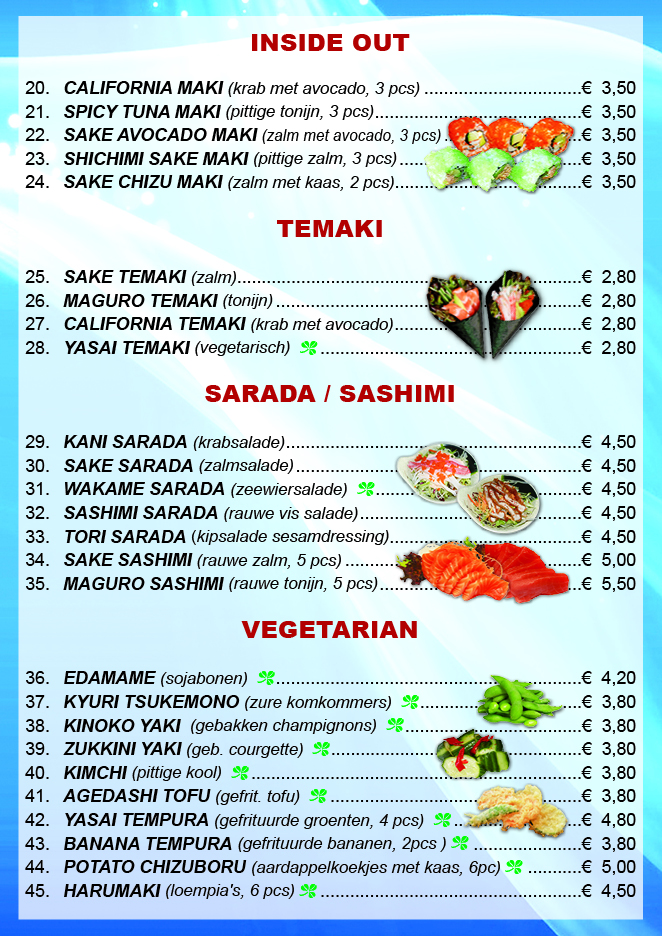 INSIDE OUT
20. CALIFORNIA MAKI (krab met avocado, 3 pcs) ..............................€ 3,50
21. SPICY TUNA MAKI (pittige tonijn, 3 pcs)........................................€ 3,50
22. SAKE AVOCADO MAKI (zalm met avocado, 3 pcs) ..........................€ 3,50
23. SHICHIMI SAKE MAKI (pittige zalm, 3 pcs) ...................................€ 3,50
24. SAKE CHIZU MAKI (zalm met kaas, 2 pcs)....................................€ 3,50
TEMAKI
25. SAKE TEMAKI (zalm)..................................................................€ 2,80
26. MAGURO TEMAKI (tonijn) ...........................................................€ 2,80
27. CALIFORNIA TEMAKI (krab met avocado)....................................€ 2,80
28. YASAI TEMAKI (vegetarisch) ..................................................€ 2,80
SARADA / SASHIMI
29. KANI SARADA (krabsalade).........................................................€ 4,50
30. SAKE SARADA (zalmsalade) .......................................................€ 4,50
31. WAKAME SARADA (zeewiersalade) ........................................€ 4,50
32. SASHIMI SARADA (rauwe vis salade)...........................................€ 4,50
33. TORI SARADA (kipsalade sesamdressing).....................................€ 4,50
34. SAKE SASHIMI (rauwe zalm, 5 pcs) .............................................€ 5,00
35. MAGURO SASHIMI (rauwe tonijn, 5 pcs) .......................................€ 5,50
VEGETARIAN
36. EDAMAME (sojabonen) ...........................................................€ 4,20
37. KYURI TSUKEMONO (zure komkommers) ...............................€ 3,80
38. KINOKO YAKI (gebakken champignons) ..................................€ 3,80
39. ZUKKINI YAKI (geb. courgette) ................................................€ 3,80
40. KIMCHI (pittige kool) ................................................................€ 3,80
41. AGEDASHI TOFU (gefrit. tofu) ................................................€ 3,80
42. YASAI TEMPURA (gefrituurde groenten, 4 pcs) .........................€ 4,80
43. BANANA TEMPURA (gefrituurde bananen, 2pcs ) ......................€ 3,80
44. POTATO CHIZUBORU (aardappelkoekjes met kaas, 6pc) ...........€ 5,00
45. HARUMAKI (loempia's, 6 pcs) ..................................................€ 4,50